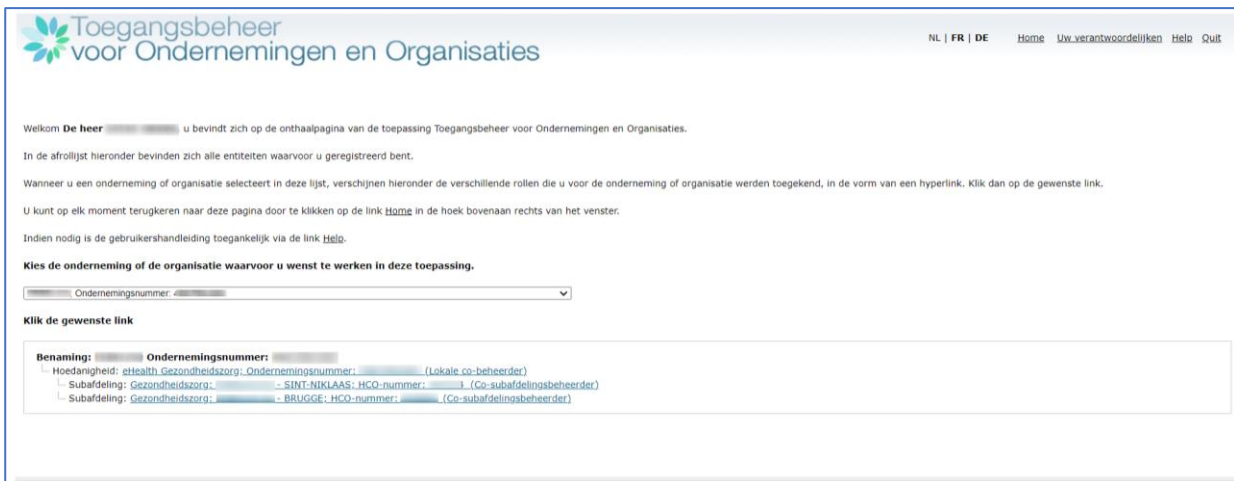 Toegangsbeheer
voor Ondernemingen en Organisaties
NL | FR | DE Home Uw verantwoordelijken Help Quit
Welkom De heer , u bevindt zich op de onthaalpagina van de toepassing Toegangsbeheer voor Ondernemingen en Organisaties.
In de afrollijst hieronder bevinden zich alle entiteiten waarvoor u geregistreerd bent.
Wanneer u een onderneming of organisatie selecteert in deze lijst, verschijnen hieronder de verschillende rollen die u voor de onderneming of organisatie werden toegekend, in de vorm van een hyperlink. Klik dan op de gewenste link.
U kunt op elk moment terugkeren naar deze pagina door te klikken op de link Home in de hoek bovenaan rechts van het venster.
Indien nodig is de gebruikershandleiding toegankelijk via de link Help.
Kies de onderneming of de organisatie waarvoor u wenst te werken in deze toepassing.
Ondernemingsnummer:
Klik de gewenste link
Benaming: Ondernemingsnummer:
Hoedanigheid: eHealth Gezondheidszorg: Ondernemingsnummer: (Lokale co-beheerder)
Subafdeling: Gezondheidszorg: - SINT-NIKLAAS; HCO-nummer: (Co-subafdelingsbeheerder)
Subafdeling: Gezondheidszorg: - BRUGGE; HCO-nummer: (Co-subafdelingsbeheerder)